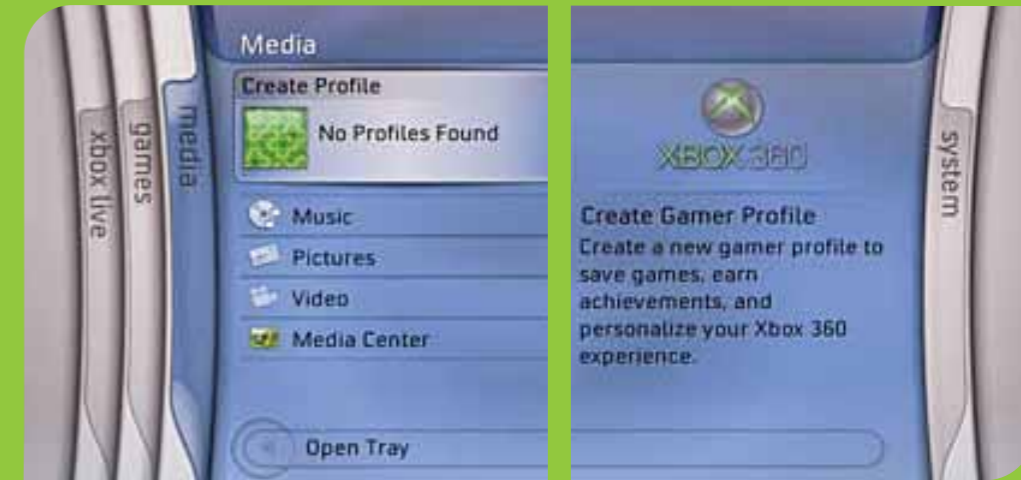 xbox live
games
media
Media
Create Profile
No Profiles Found
Music
Pictures
Video
Media Center
Open Tray
XBOX 360
Create Gamer Profile
Create a new gamer profile to
save games, earn
achievements, and
personalize your Xbox 360
experience.
system